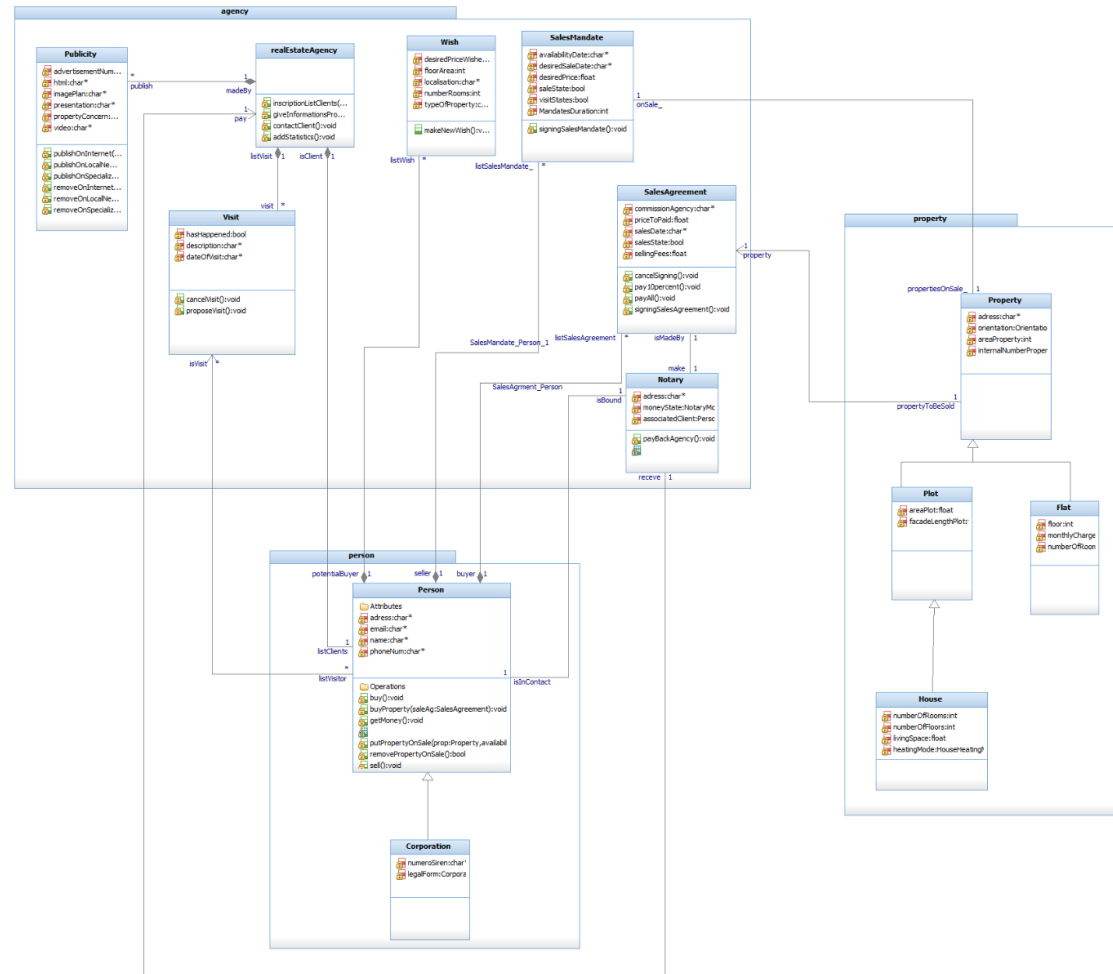 agency
Publicity
advertisementNum...
html:char*
imagePlan:char*
presentation:char*
propertyConcern:...
video:char*
publishOnInternet(...
publishOnLocalNe...
publishOnSpecializ...
removeOnInternet...
removeOnLocalNe...
removeOnSpecializ...
*
publish
1
madeBy
1
pay
realEstateAgency
inscriptionListClients(...
giveInformationsPro...
contactClient():void
addStatistics():void
listVisit
1
isClient
1
Wish
desiredPriceWishe...
floorArea:int
localisation:char*
numberRooms:int
typeOfProperty:c...
makeNewWish():v...
listWish
*
SalesMandate
availabilityDate:char*
desiredSaleDate:char*
desiredPrice:float
saleState:bool
visitStates:bool
MandatesDuration:int
signingSalesMandate():void
listSalesMandate_
*
1
onSale_
visit
*
Visit
hasHappened:bool
description:char*
dateOfVisit:char*
cancelVisit():void
proposeVisit():void
isVisit
*
SalesAgreement
commissionAgency:char*
priceToPaid:float
salesDate:char*
salesState:bool
sellingFees:float
cancelSigning():void
pay10percent():void
payAll():void
signingSalesAgreement():void
1
property
listSalesAgreement
*
isMadeBy
1
SalesMandate_Person_1
SalesAgrment_Person
make
1
1
isBound
Notary
adress:char*
moneyState:NotaryMc
associatedClient:Persc
payBackAgency():void
receve
1
property
propertiesOnSale_
1
Property
adress:char*
orientation:Orientatio
areaProperty:int
internalNumberProper
1
propertyToBeSold
Plot
areaPlot:float
facadeLengthPlot:
Flat
floor:int
monthlyCharge
numberOfRoon
House
numberOfRooms:int
numberOfFloors:int
livingSpace:float
heatingMode:HouseHeatingM
person
potentialBuyer
1
seller
1
buyer
1
Person
Attributes
adress:char*
email:char*
name:char*
phoneNum:char*
Operations
buy():void
buyProperty(saleAg:SalesAgreement):void
getMoney():void
putPropertyOnSale(prop:Property,availabil
removePropertyOnSale():bool
sell():void
1
listClients
*
listVisitor
1
isInContact
Corporation
numeroSiren:char*
legalForm:Corpora